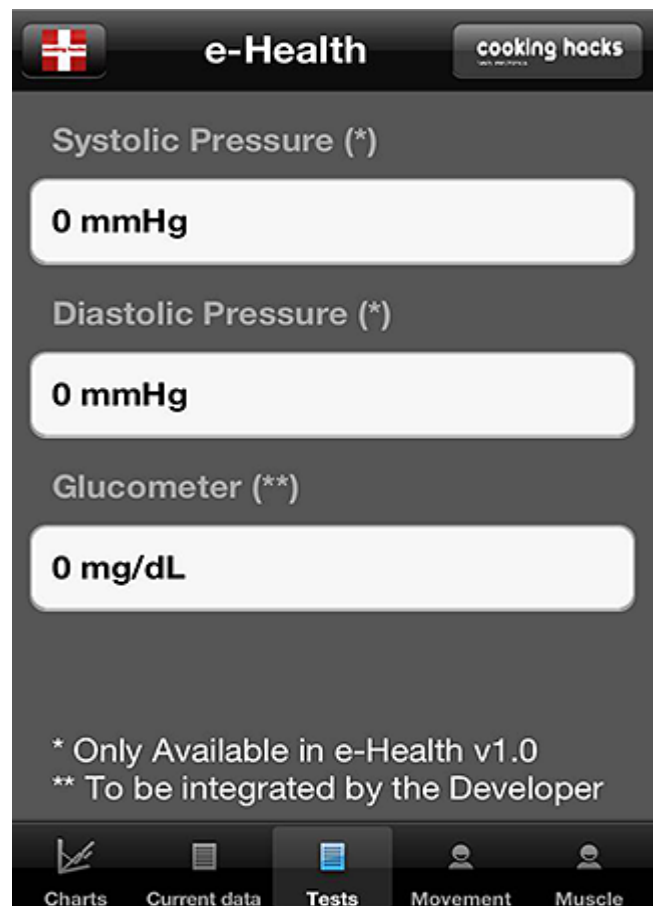 e-Health
cooking hacks
Systolic Pressure (*)
0 mmHg
Diastolic Pressure (*)
0 mmHg
Glucometer (**)
0 mg/dL
* Only Available in e-Health v1.0
** To be integrated by the Developer
Charts Current data Tests Movement Muscle